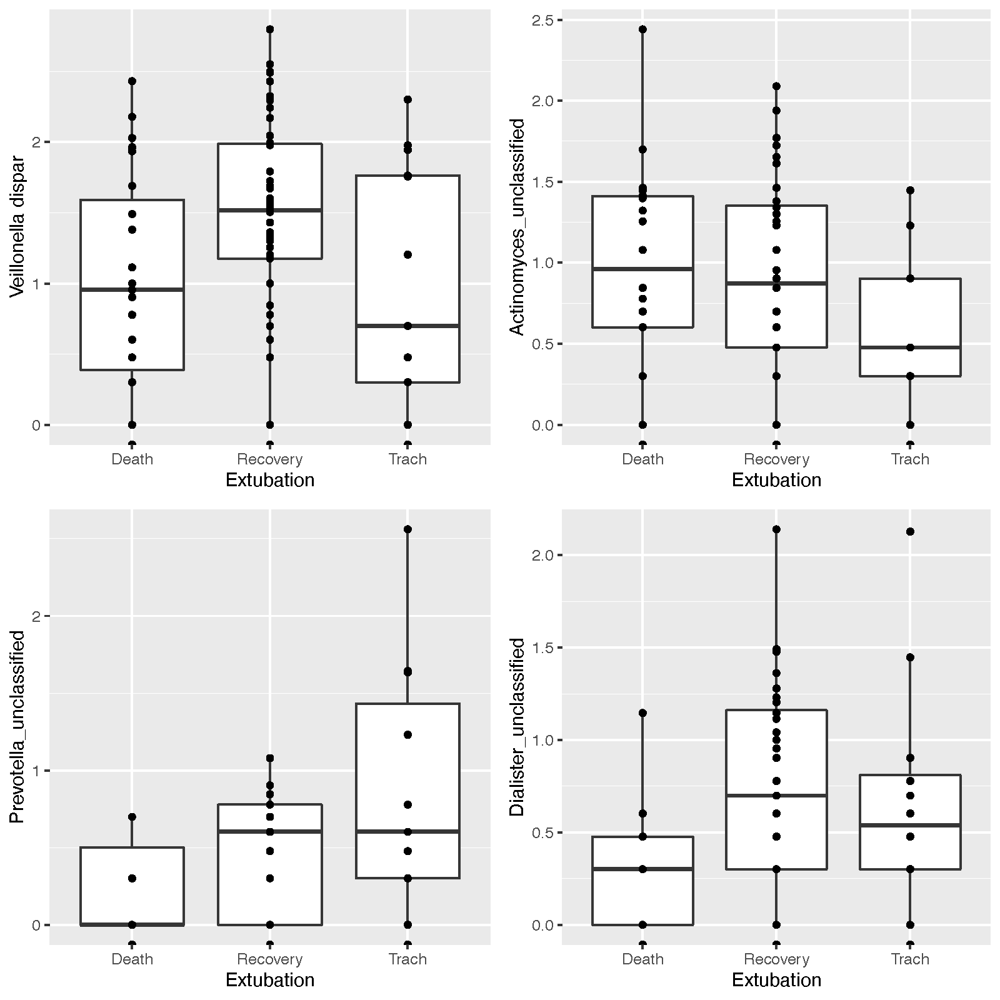 Veillonella dispar
2
1
0
Death Recovery Trach
Extubation
Actinomyces_unclassified
2.5
2.0
1.5
1.0
0.5
0.0
Death Recovery Trach
Extubation
Prevotella_unclassified
2
1
0
Death Recovery Trach
Extubation
Dialister_unclassified
2.0
1.5
1.0
0.5
0.0
Death Recovery Trach
Extubation